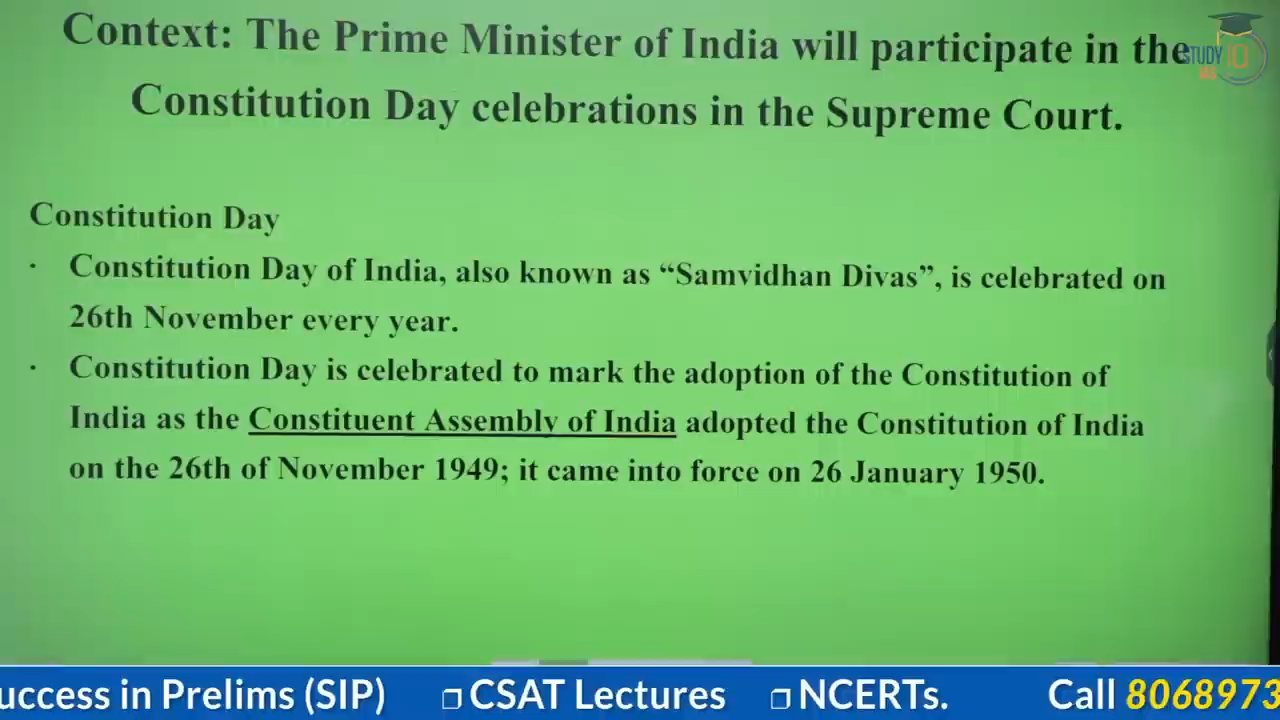 Context: The Prime Minister of India will participate in the
STUDY IQ
IAS
Constitution Day celebrations in the Supreme Court.
Constitution Day
· Constitution Day of India, also known as “Samvidhan Divas”, is celebrated on
26th November every year.
· Constitution Day is celebrated to mark the adoption of the Constitution of
India as the Constituent Assembly of India adopted the Constitution of India
on the 26th of November 1949; it came into force on 26 January 1950.
uccess in Prelims (SIP) ❐ CSAT Lectures ❐ NCERTs. Call 8068973